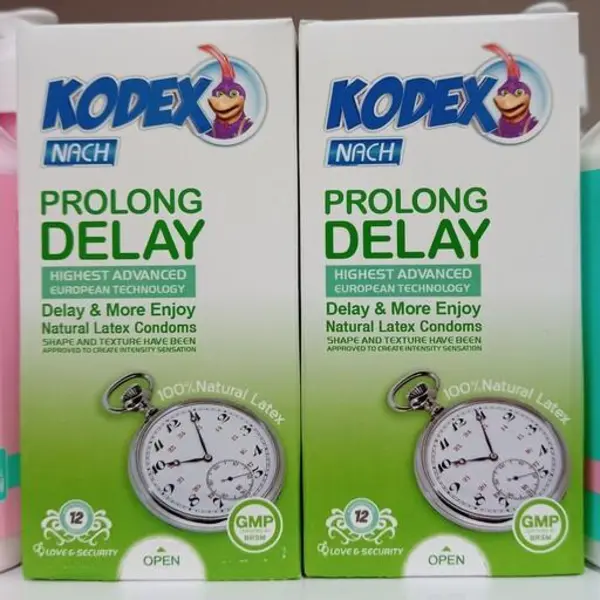 KODEX
NACH
PROLONG
DELAY
HIGHEST ADVANCED
EUROPEAN TECHNOLOGY
Delay & More Enjoy
Natural Latex Condoms
SHAPE AND TEXTURE HAVE BEEN
APPROVED TO CREATE INTENSITY SENSATION
100% Natural Latex
12
LOVE & SECURITY
GMP
OPEN
KODEX
NACH
PROLONG
DELAY
HIGHEST ADVANCED
EUROPEAN TECHNOLOGY
Delay & More Enjoy
Natural Latex Condoms
SHAPE AND TEXTURE HAVE BEEN
APPROVED TO CREATE INTENSITY SENSATION
100% Natural Latex
12
LOVE & SECURITY
GMP
OPEN